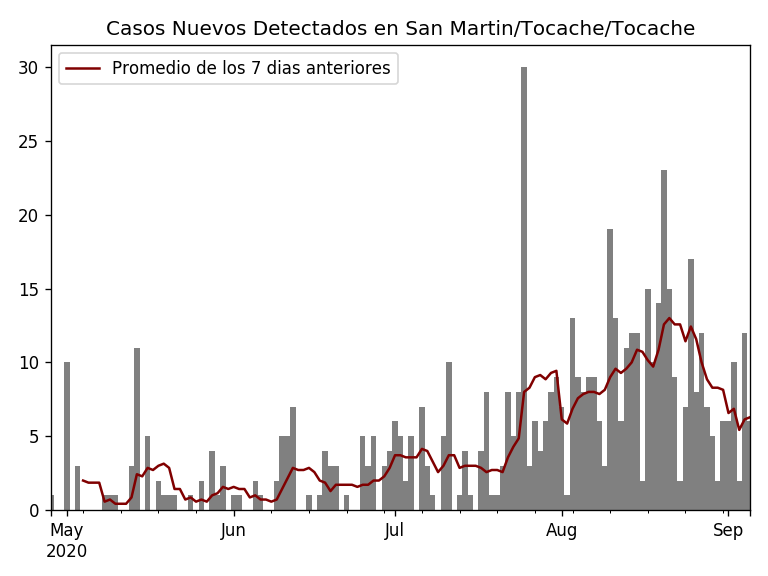 Casos Nuevos Detectados en San Martin/Tocache/Tocache
Promedio de los 7 dias anteriores
30
25
20
15
10
5
0
May Jun Jul Aug Sep
2020